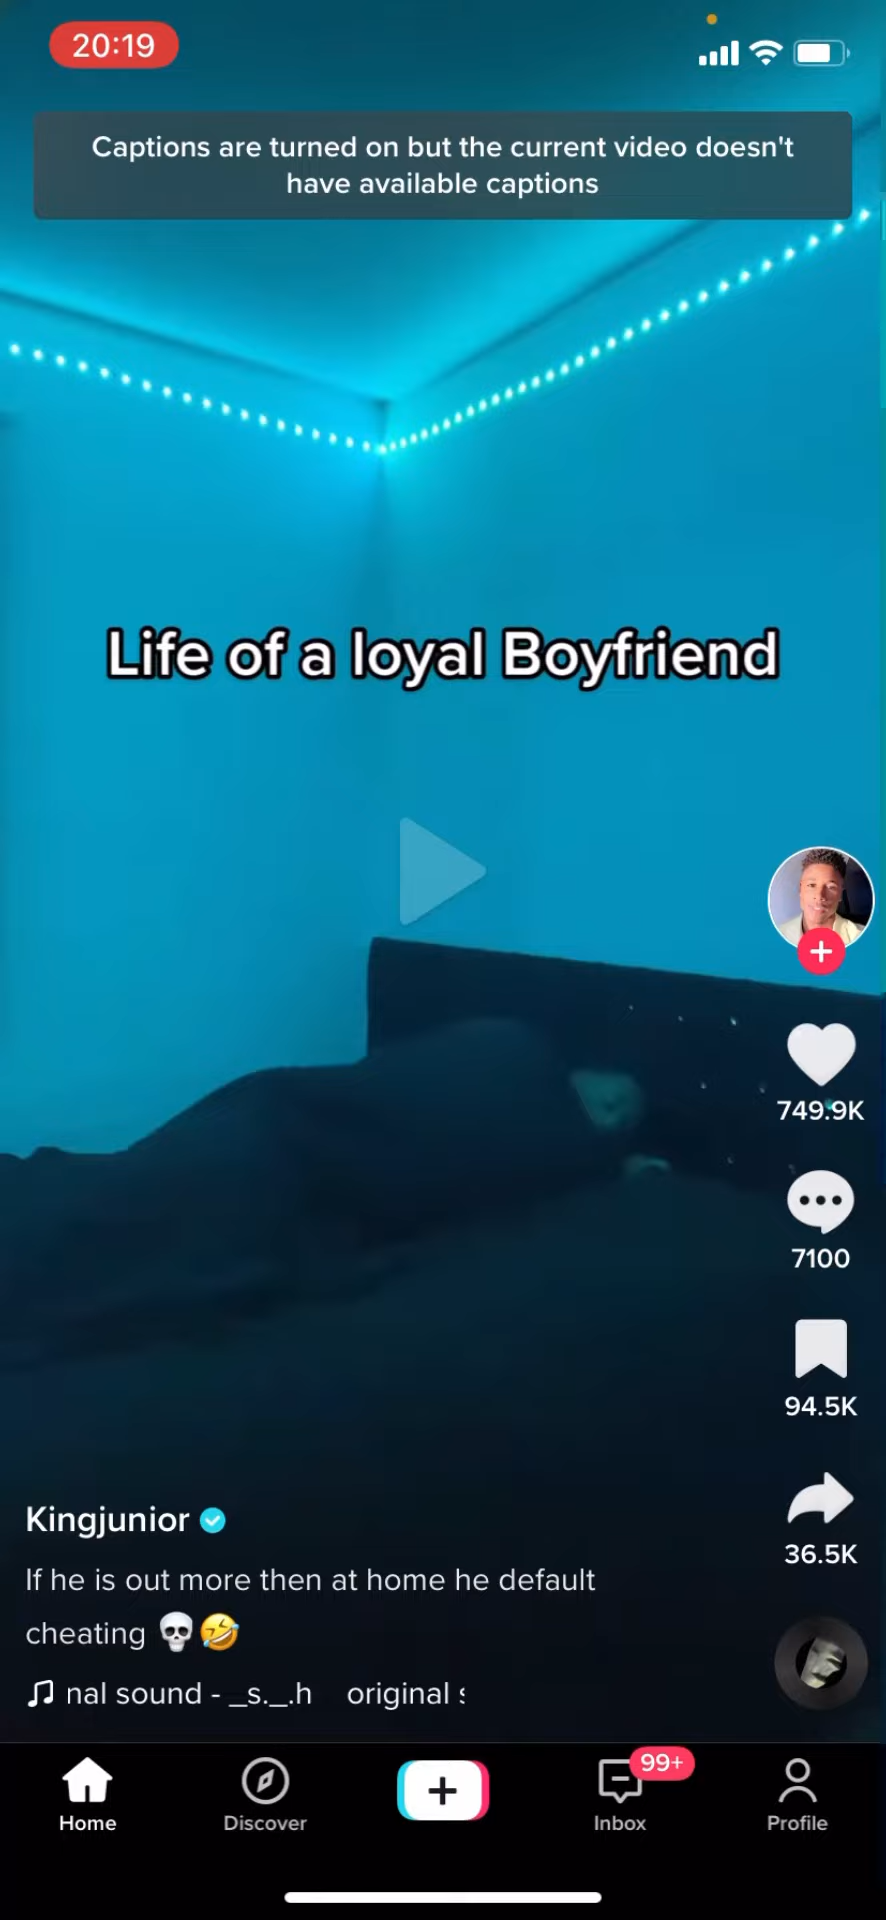 20:19
Captions are turned on but the current video doesn't
have available captions
Life of a loyal Boyfriend
749.9K
7100
94.5K
36.5K
Kingjunior
If he is out more then at home he default
cheating 💀🤣
nal sound - _s._.h original s
Home
Discover
99+
Inbox
Profile